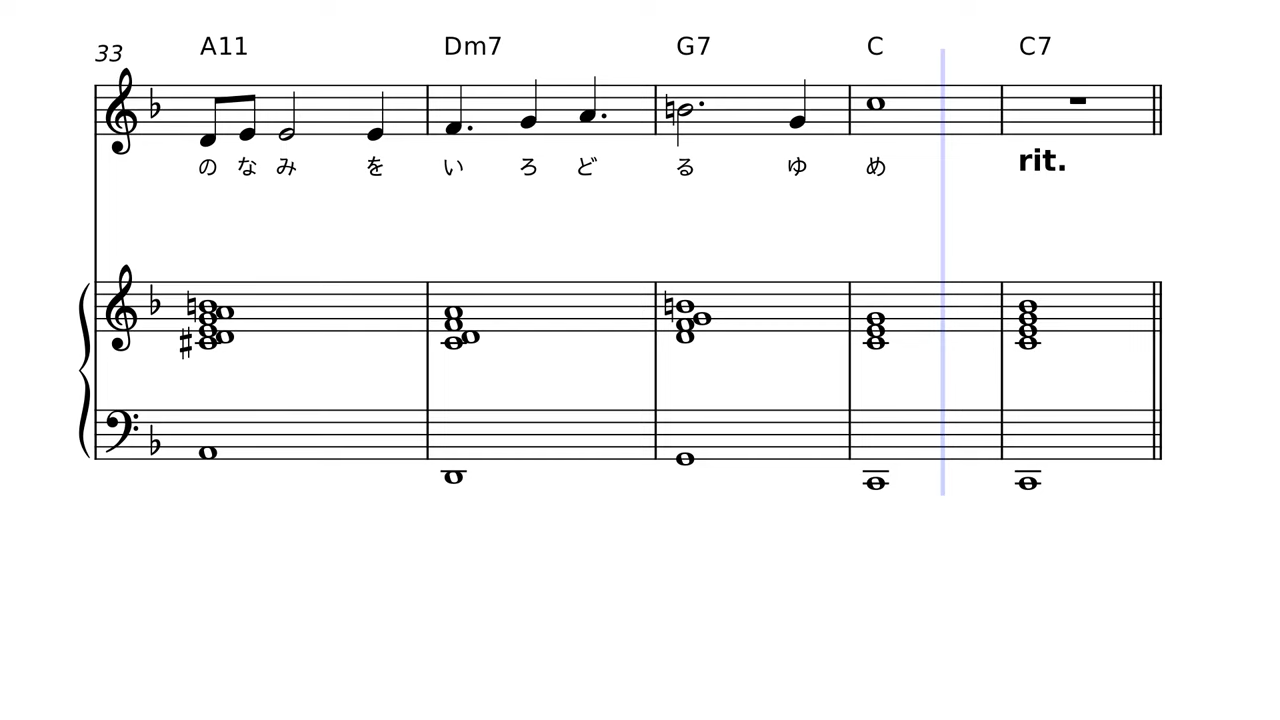 33 A11 Dm7 G7 C C7
の な み を い ろ ど る ゆ め rit.